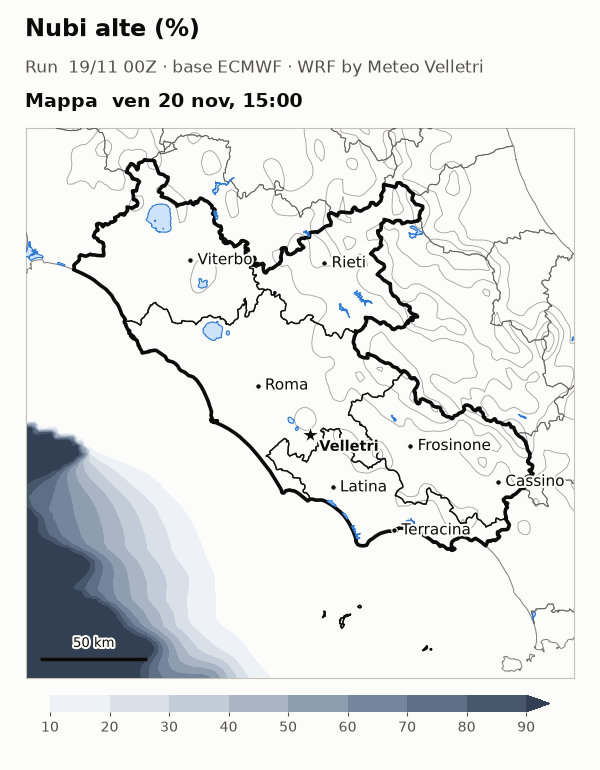 Nubi alte (%)
Run  19/11 00Z · base ECMWF · WRF by Meteo Velletri
Mappa  ven 20 nov, 15:00
Viterbo
Rieti
Roma
Velletri
Frosinone
Cassino
Latina
Terracina
50 km
10 20 30 40 50 60 70 80 90